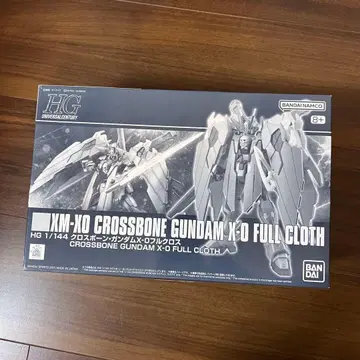 HG
UNIVERSAL CENTURY
BANDAI NAMCO
8+
XM-X0 CROSSBONE GUNDAM X-0 FULL CLOTH
HG 1/144 クロスボーン・ガンダムX-0フルクロス
CROSSBONE GUNDAM X-0 FULL CLOTH
BAN
DAI